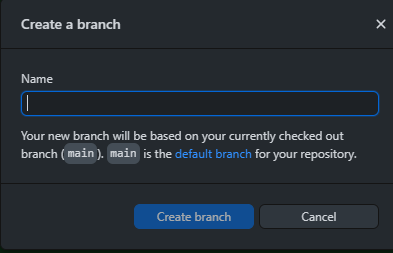 Create a branch
Name
Your new branch will be based on your currently checked out
branch (main). main is the default branch for your repository.
Create branch
Cancel